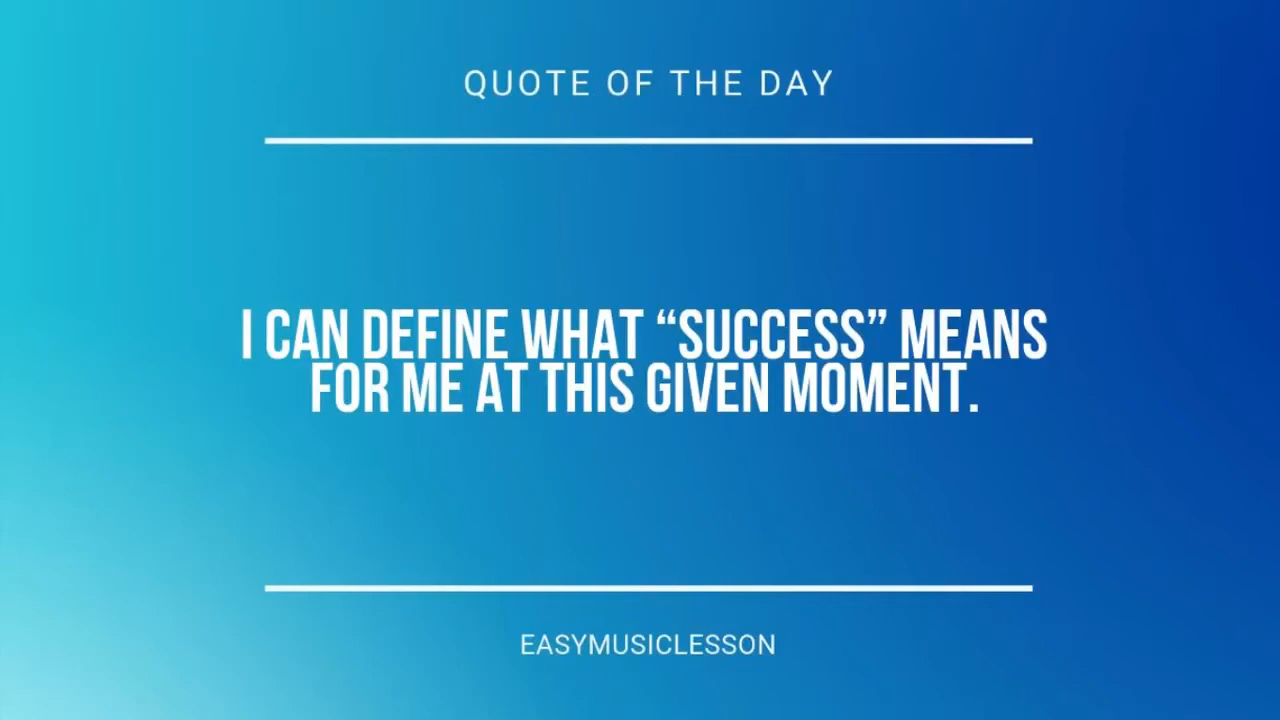 QUOTE OF THE DAY
I CAN DEFINE WHAT “SUCCESS” MEANS
FOR ME AT THIS GIVEN MOMENT.
EASYMUSICLESSON